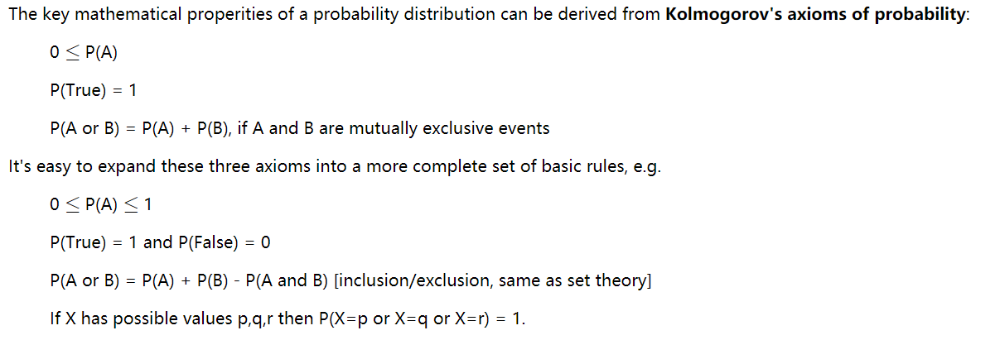 The key mathematical properities of a probability distribution can be derived from Kolmogorov's axioms of probability:
0 ≤ P(A)
P(True) = 1
P(A or B) = P(A) + P(B), if A and B are mutually exclusive events
It's easy to expand these three axioms into a more complete set of basic rules, e.g.
0 ≤ P(A) ≤ 1
P(True) = 1 and P(False) = 0
P(A or B) = P(A) + P(B) - P(A and B) [inclusion/exclusion, same as set theory]
If X has possible values p,q,r then P(X=p or X=q or X=r) = 1.